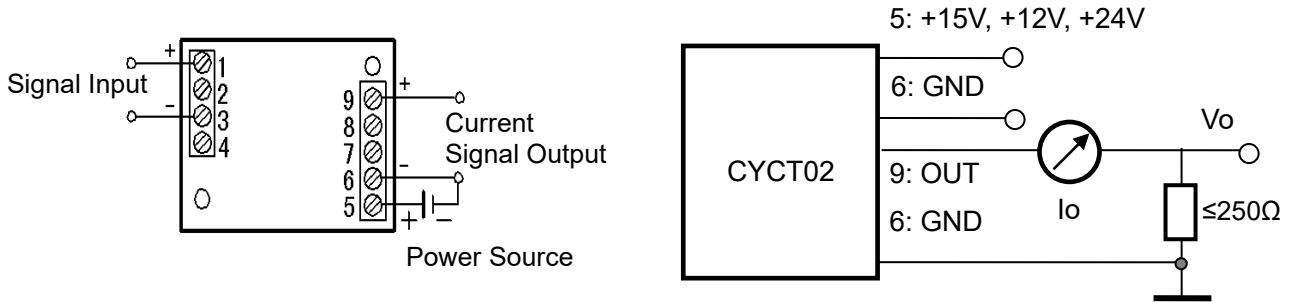 +
Signal Input
-
1
2
3
4
9
8
7
6
5
+
Current
Signal Output
-
+
-
Power Source
5: +15V, +12V, +24V
6: GND
CYCT02
9: OUT
6: GND
Io
Vo
≤250Ω